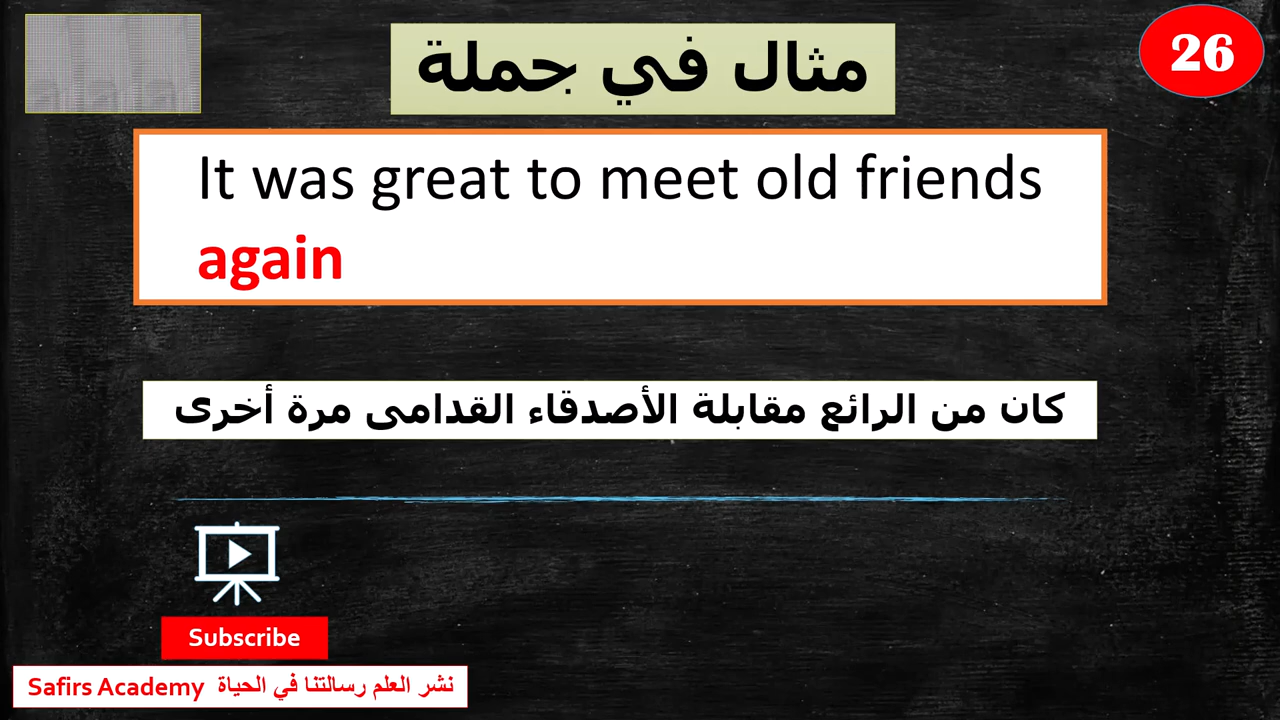 مثال في جملة
26
It was great to meet old friends
again
كان من الرائع مقابلة الأصدقاء القدامى مرة أخرى
Subscribe
Safirs Academy نشر العلم رسالتنا في الحياة